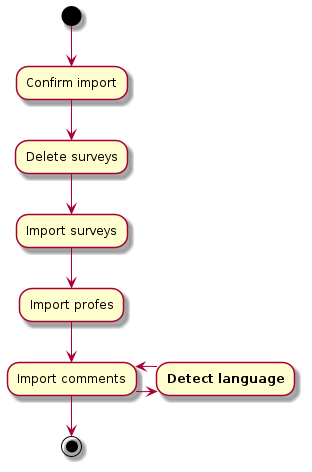 Confirm import
Delete surveys
Import surveys
Import profes
Import comments
Detect language